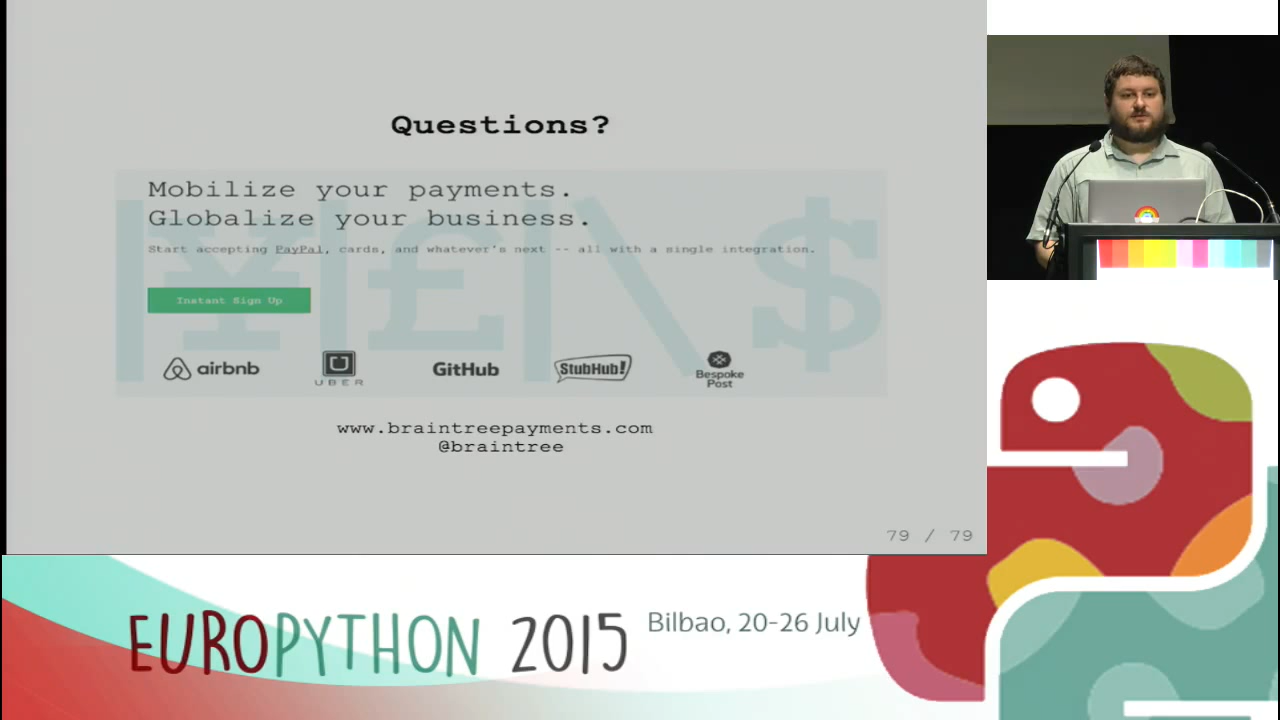 Questions?
Mobilize your payments.
Globalize your business.
Start accepting PayPal, cards, and whatever's next -- all with a single integration.
Instant Sign Up
airbnb
UBER
GitHub
StubHub!
Bespoke
Post
www.braintreepayments.com
@braintree
79 / 79
EUROPYTHON 2015
Bilbao, 20-26 July